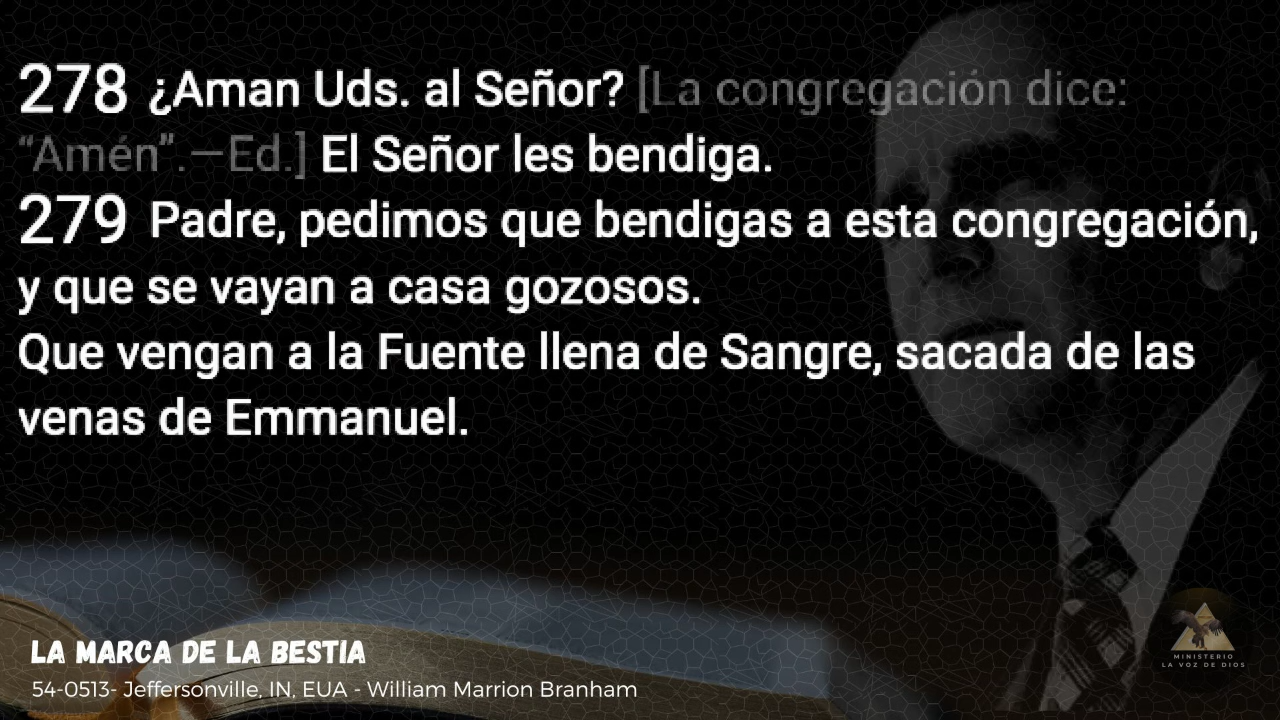 278 ¿Aman Uds. al Señor? [La congregación dice:
“Amén”.—Ed.] El Señor les bendiga.
279 Padre, pedimos que bendigas a esta congregación,
y que se vayan a casa gozosos.
Que vengan a la Fuente llena de Sangre, sacada de las
venas de Emmanuel.
LA MARCA DE LA BESTIA
54-0513- Jeffersonville, IN, EUA - William Marrion Branham
MINISTERIO
LA VOZ DE DIOS